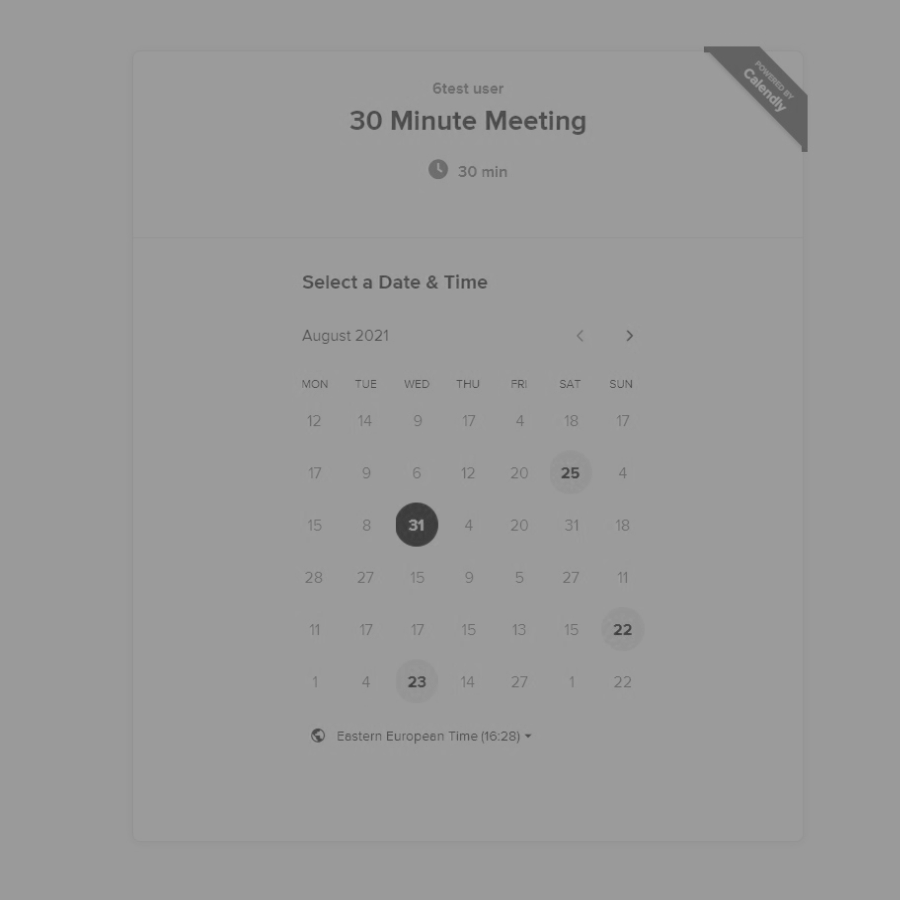 POWERED BY
Calendly
6test user
30 Minute Meeting
30 min
Select a Date & Time
August 2021
MON TUE WED THU FRI SAT SUN
12 14 9 17 4 18 17
17 9 6 12 20 25 4
15 8 31 4 20 31 18
28 27 15 9 5 27 11
11 17 17 15 13 15 22
1 4 23 14 27 1 22
Eastern European Time (16:28)